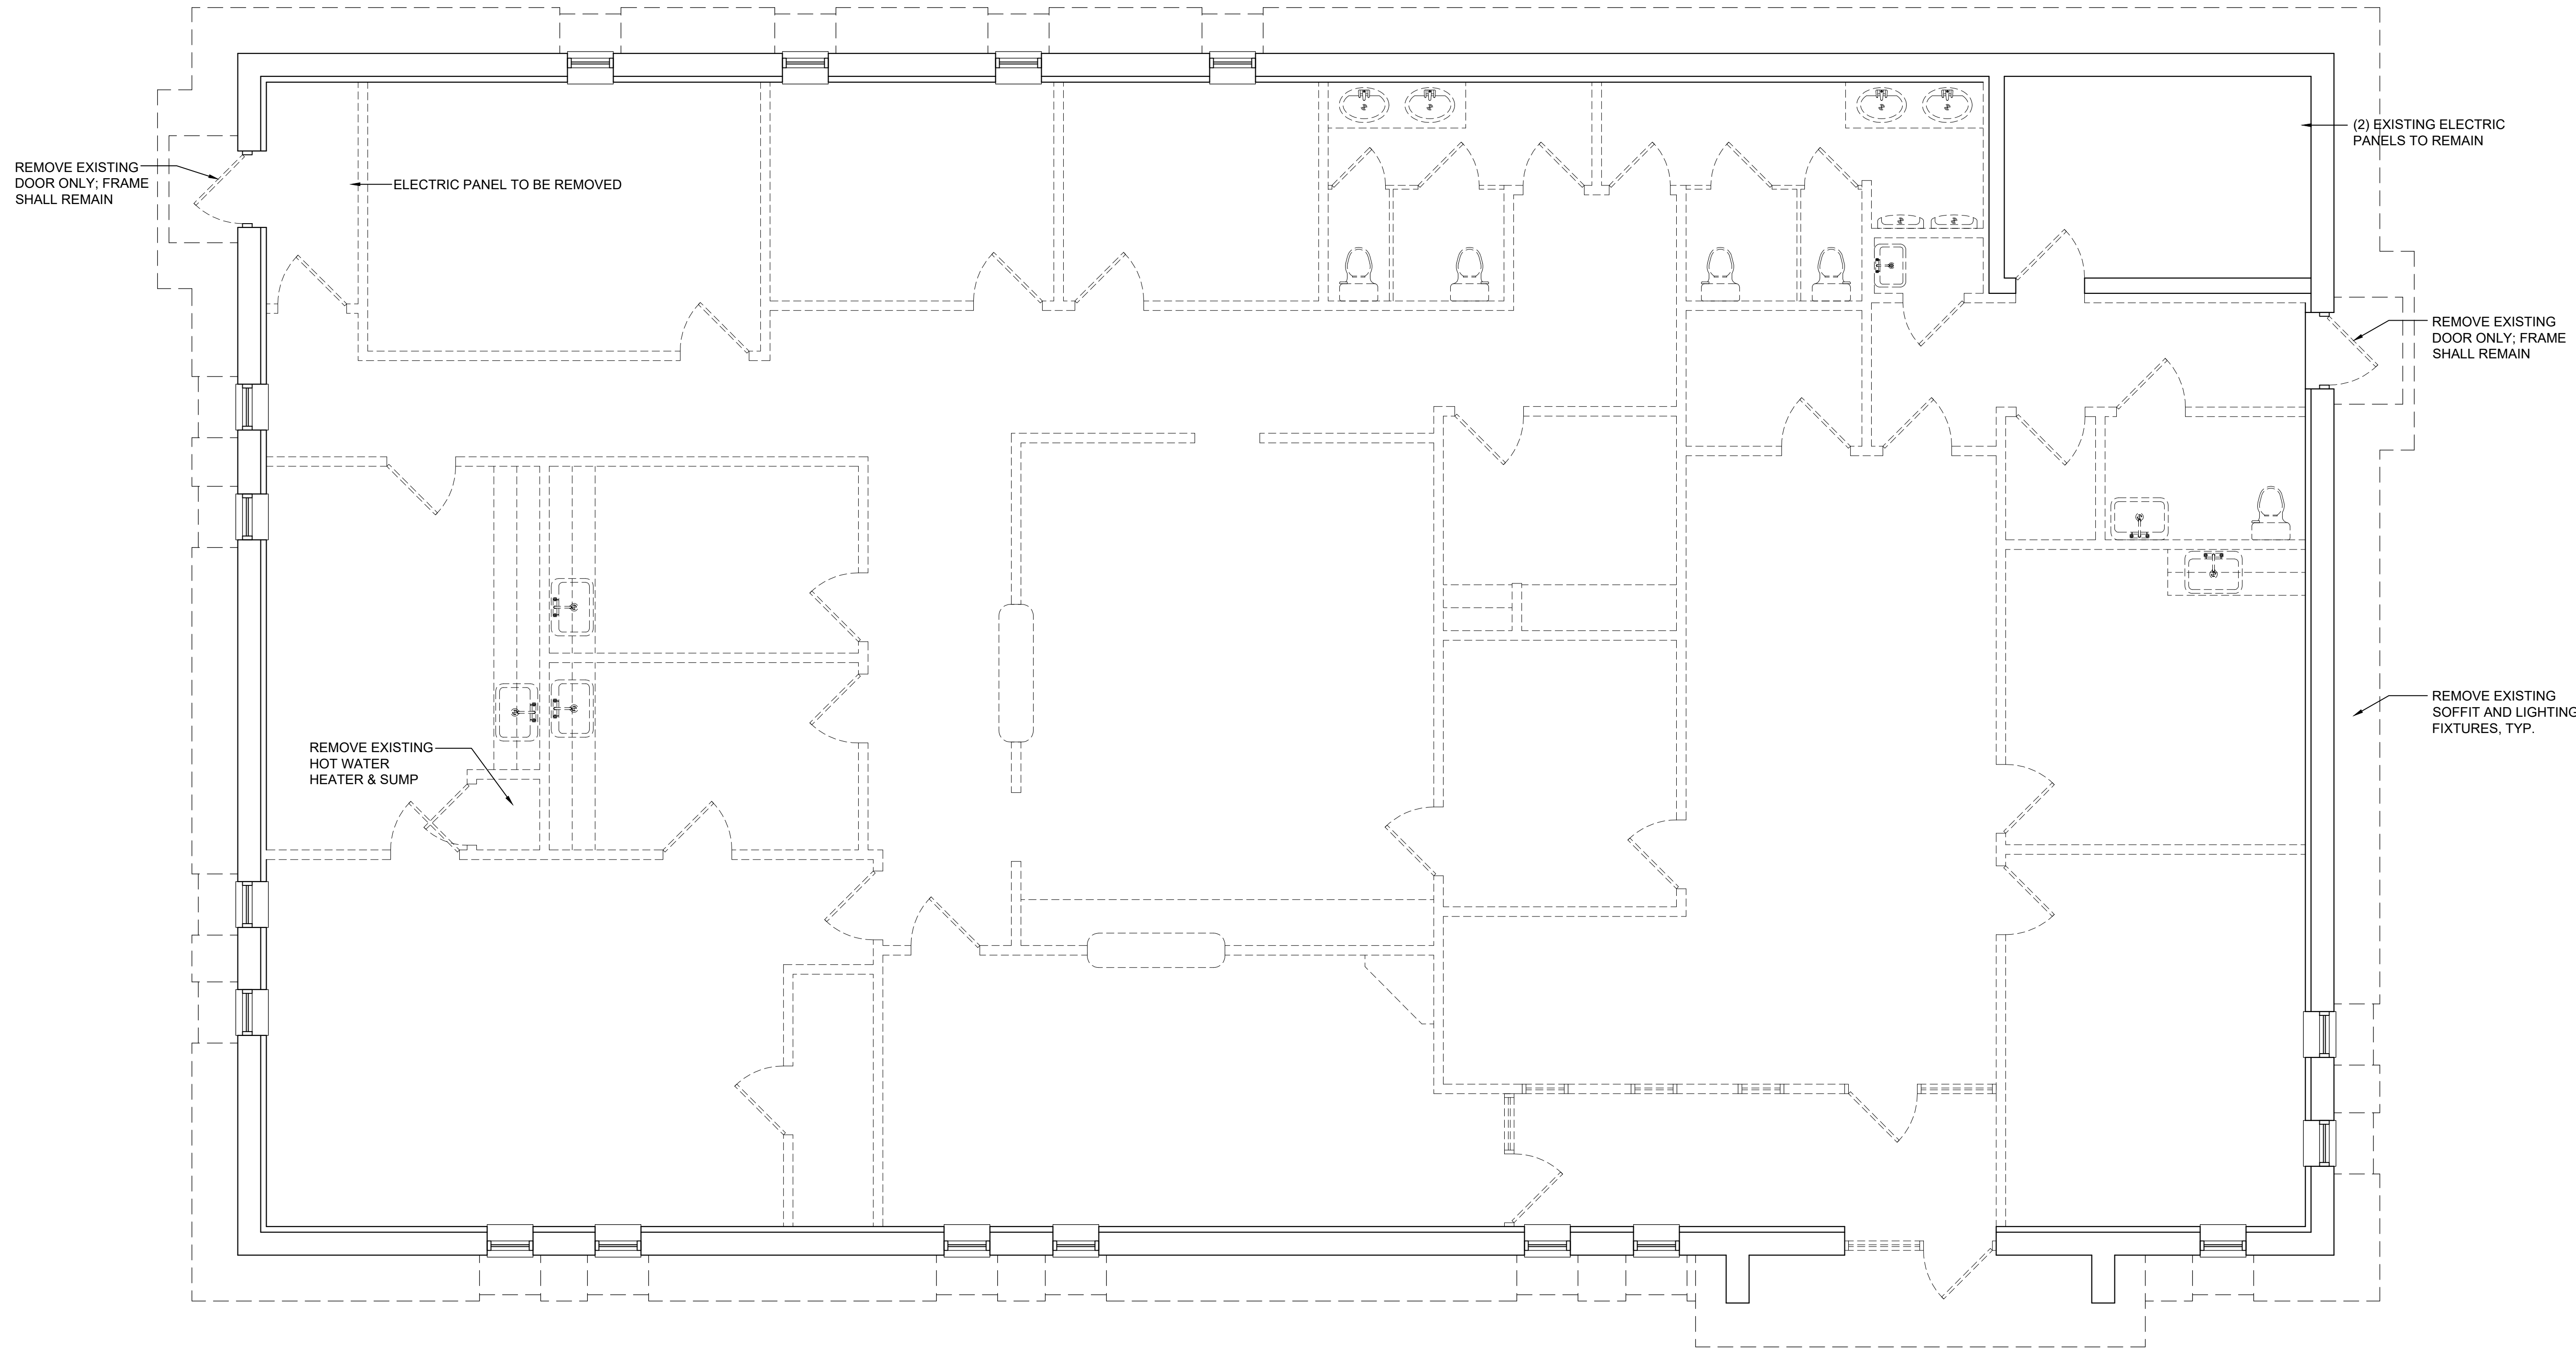 (2) EXISTING ELECTRIC
PANELS TO REMAIN
REMOVE EXISTING
DOOR ONLY; FRAME
SHALL REMAIN
ELECTRIC PANEL TO BE REMOVED
REMOVE EXISTING
DOOR ONLY; FRAME
SHALL REMAIN
REMOVE EXISTING
SOFFIT AND LIGHTING
FIXTURES, TYP.
REMOVE EXISTING
HOT WATER
HEATER & SUMP